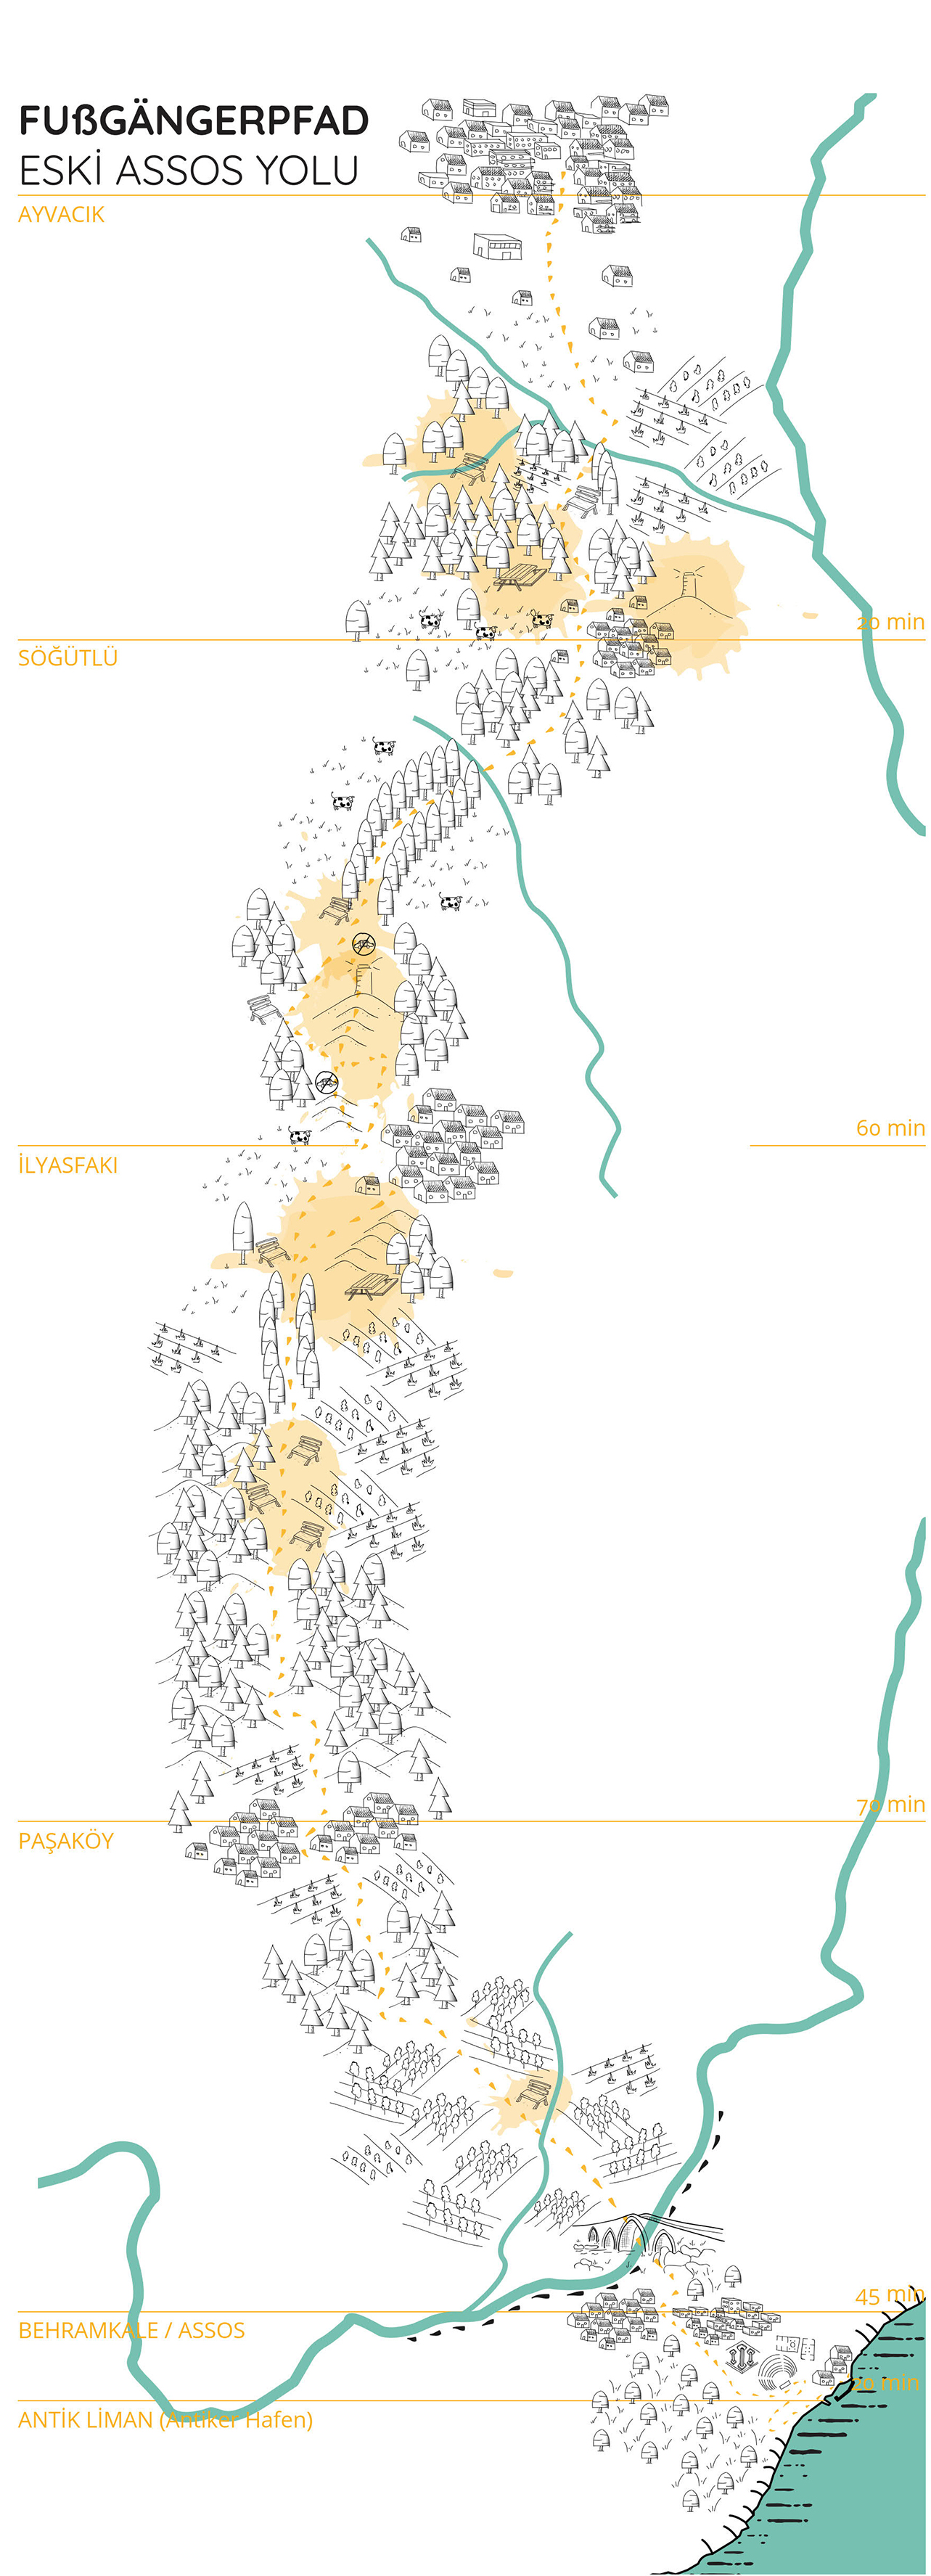 FUßGÄNGERPFAD
ESKİ ASSOS YOLU
AYVACIK
20 min
SÖĞÜTLÜ
60 min
İLYASFAKI
70 min
PAŞAKÖY
45 min
BEHRAMKALE / ASSOS
20 min
ANTİK LİMAN (Antiker Hafen)